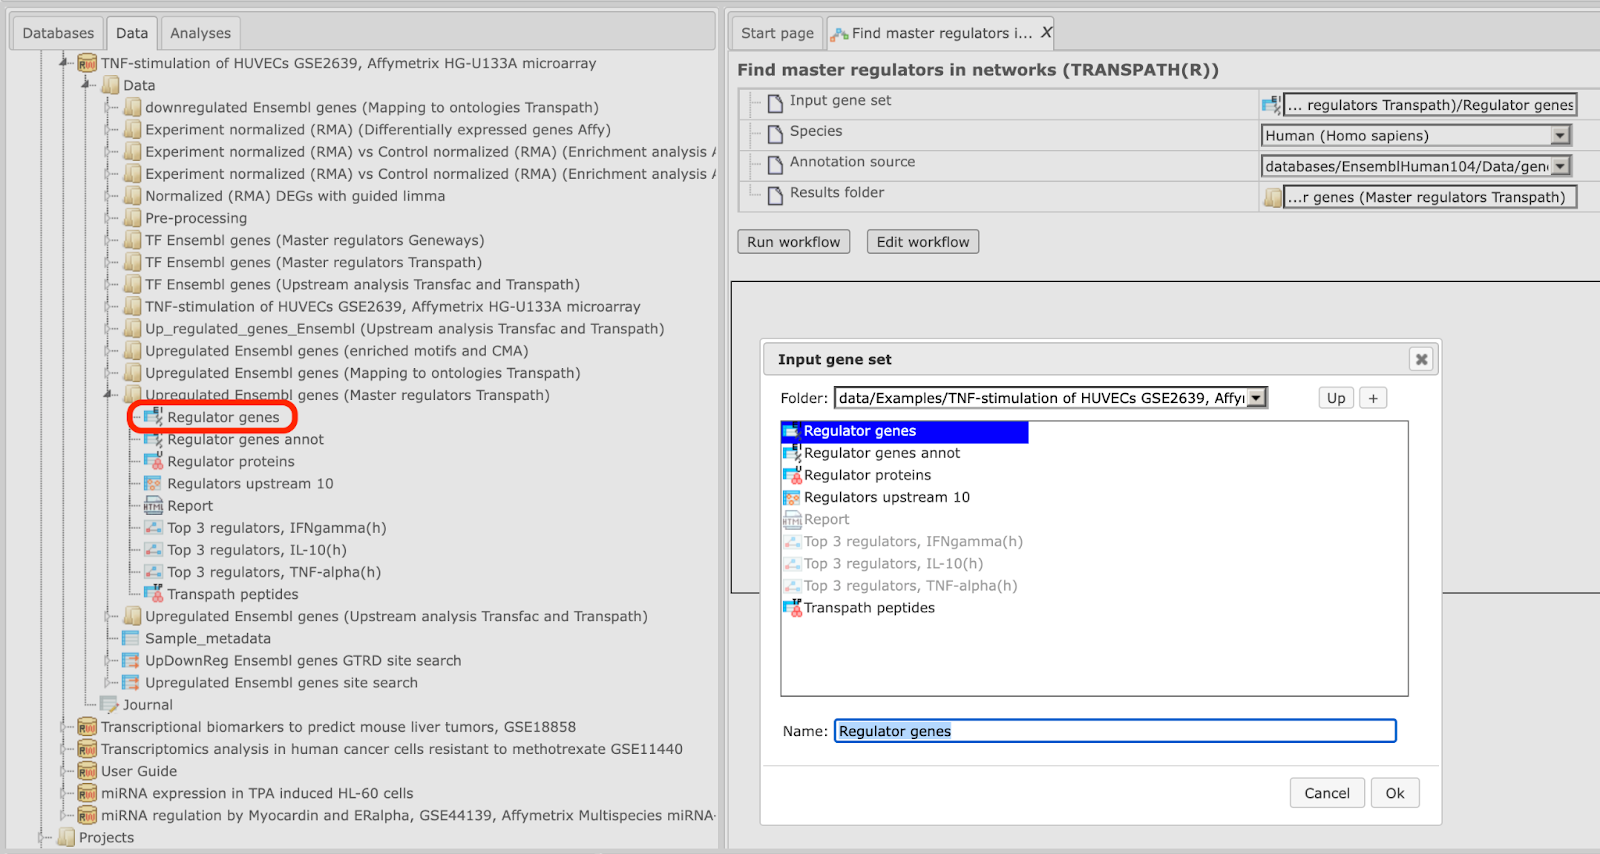 Databases
Data
Analyses
TNF-stimulation of HUVECs GSE2639, Affymetrix HG-U133A microarray
Data
downregulated Ensembl genes (Mapping to ontologies Transpath)
Experiment normalized (RMA) (Differentially expressed genes Affy)
Experiment normalized (RMA) vs Control normalized (RMA) (Enrichment analysis A
Experiment normalized (RMA) vs Control normalized (RMA) (Enrichment analysis A
Normalized (RMA) DEGs with guided limma
Pre-processing
TF Ensembl genes (Master regulators Geneways)
TF Ensembl genes (Master regulators Transpath)
TF Ensembl genes (Upstream analysis Transfac and Transpath)
TNF-stimulation of HUVECs GSE2639, Affymetrix HG-U133A microarray
Up_regulated_genes_Ensembl (Upstream analysis Transfac and Transpath)
Upregulated Ensembl genes (enriched motifs and CMA)
Upregulated Ensembl genes (Mapping to ontologies Transpath)
Upregulated Ensembl genes (Master regulators Transpath)
Regulator genes
Regulator genes annot
Regulator proteins
Regulators upstream 10
Report
Top 3 regulators, IFNgamma(h)
Top 3 regulators, IL-10(h)
Top 3 regulators, TNF-alpha(h)
Transpath peptides
Upregulated Ensembl genes (Upstream analysis Transfac and Transpath)
Sample_metadata
UpDownReg Ensembl genes GTRD site search
Upregulated Ensembl genes site search
Journal
Transcriptional biomarkers to predict mouse liver tumors, GSE18858
Transcriptomics analysis in human cancer cells resistant to methotrexate GSE11440
User Guide
miRNA expression in TPA induced HL-60 cells
miRNA regulation by Myocardin and ERalpha, GSE44139, Affymetrix Multispecies miRNA-
Projects
Start page
Find master regulators i... X
Find master regulators in networks (TRANSPATH(R))
Input gene set
... regulators Transpath)/Regulator genes
Species
Human (Homo sapiens)
Annotation source
databases/EnsemblHuman104/Data/gen
Results folder
...r genes (Master regulators Transpath)
Run workflow
Edit workflow
Input gene set
Folder: data/Examples/TNF-stimulation of HUVECs GSE2639, Affy
Up
+
Regulator genes
Regulator genes annot
Regulator proteins
Regulators upstream 10
Report
Top 3 regulators, IFNgamma(h)
Top 3 regulators, IL-10(h)
Top 3 regulators, TNF-alpha(h)
Transpath peptides
Name: Regulator genes
Cancel
Ok